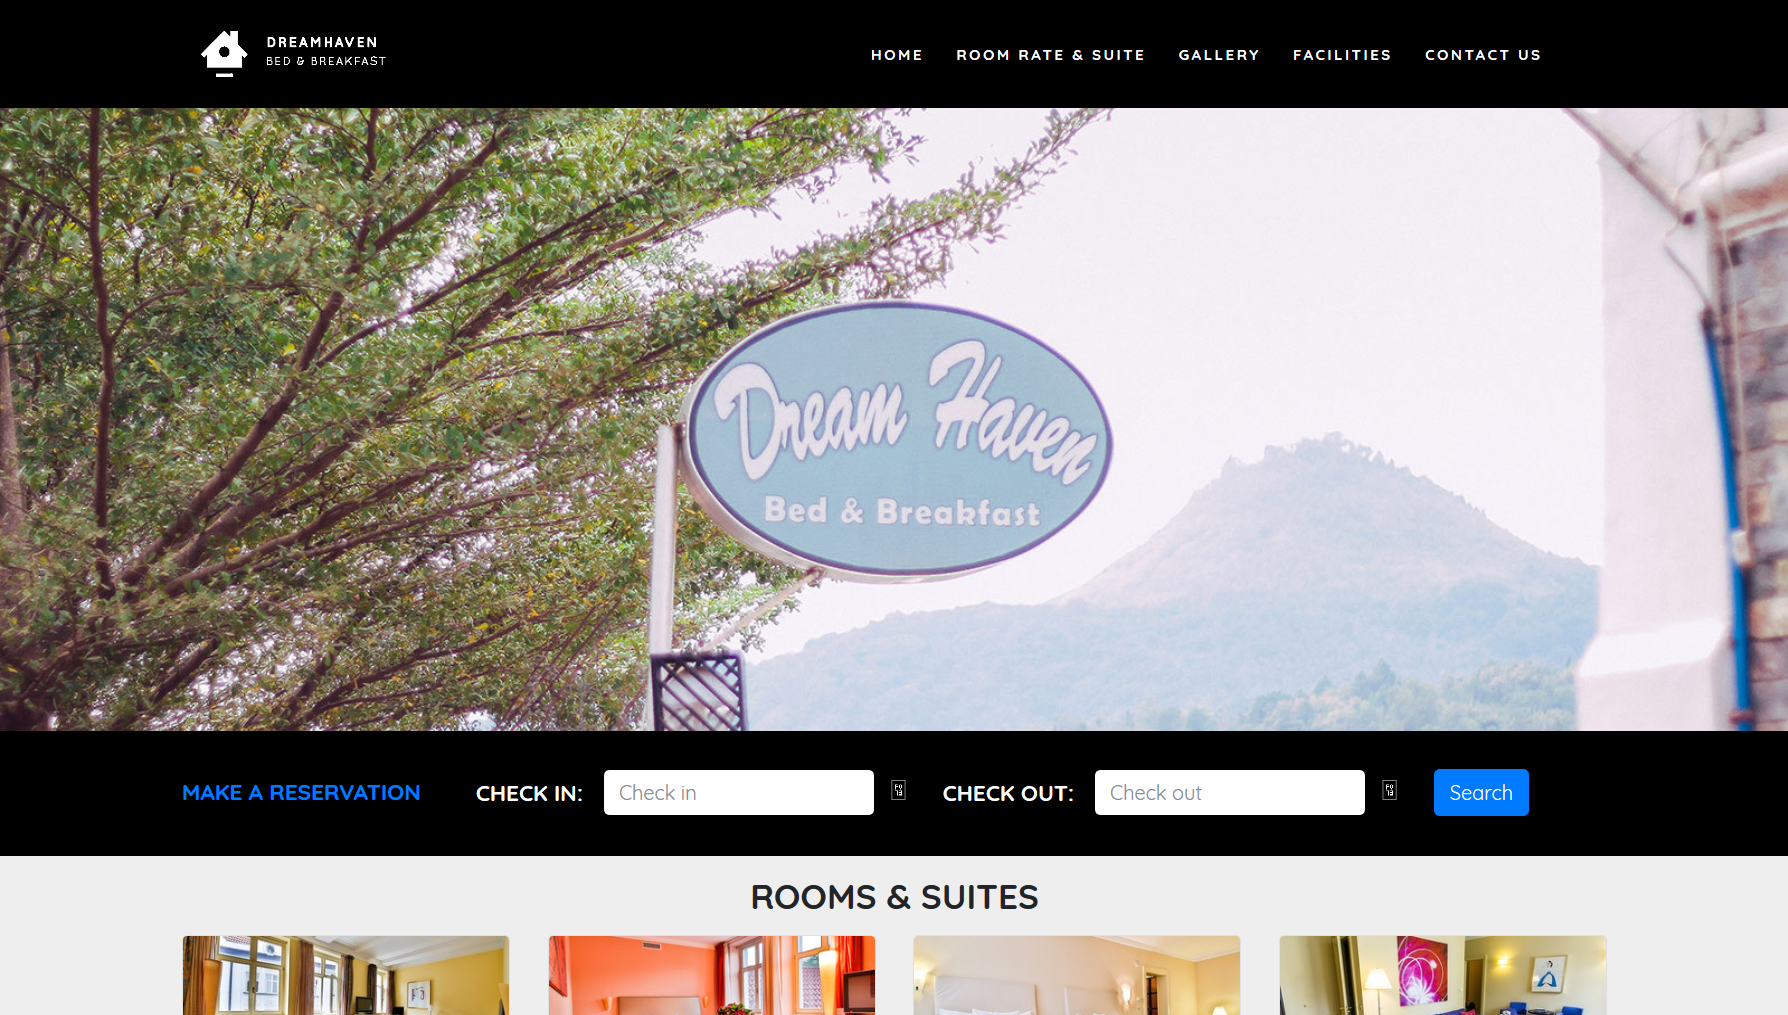 DREAMHAVEN
BED & BREAKFAST
HOME ROOM RATE & SUITE GALLERY FACILITIES CONTACT US
Dream Haven
Bed & Breakfast
MAKE A RESERVATION CHECK IN: Check in CHECK OUT: Check out Search
ROOMS & SUITES